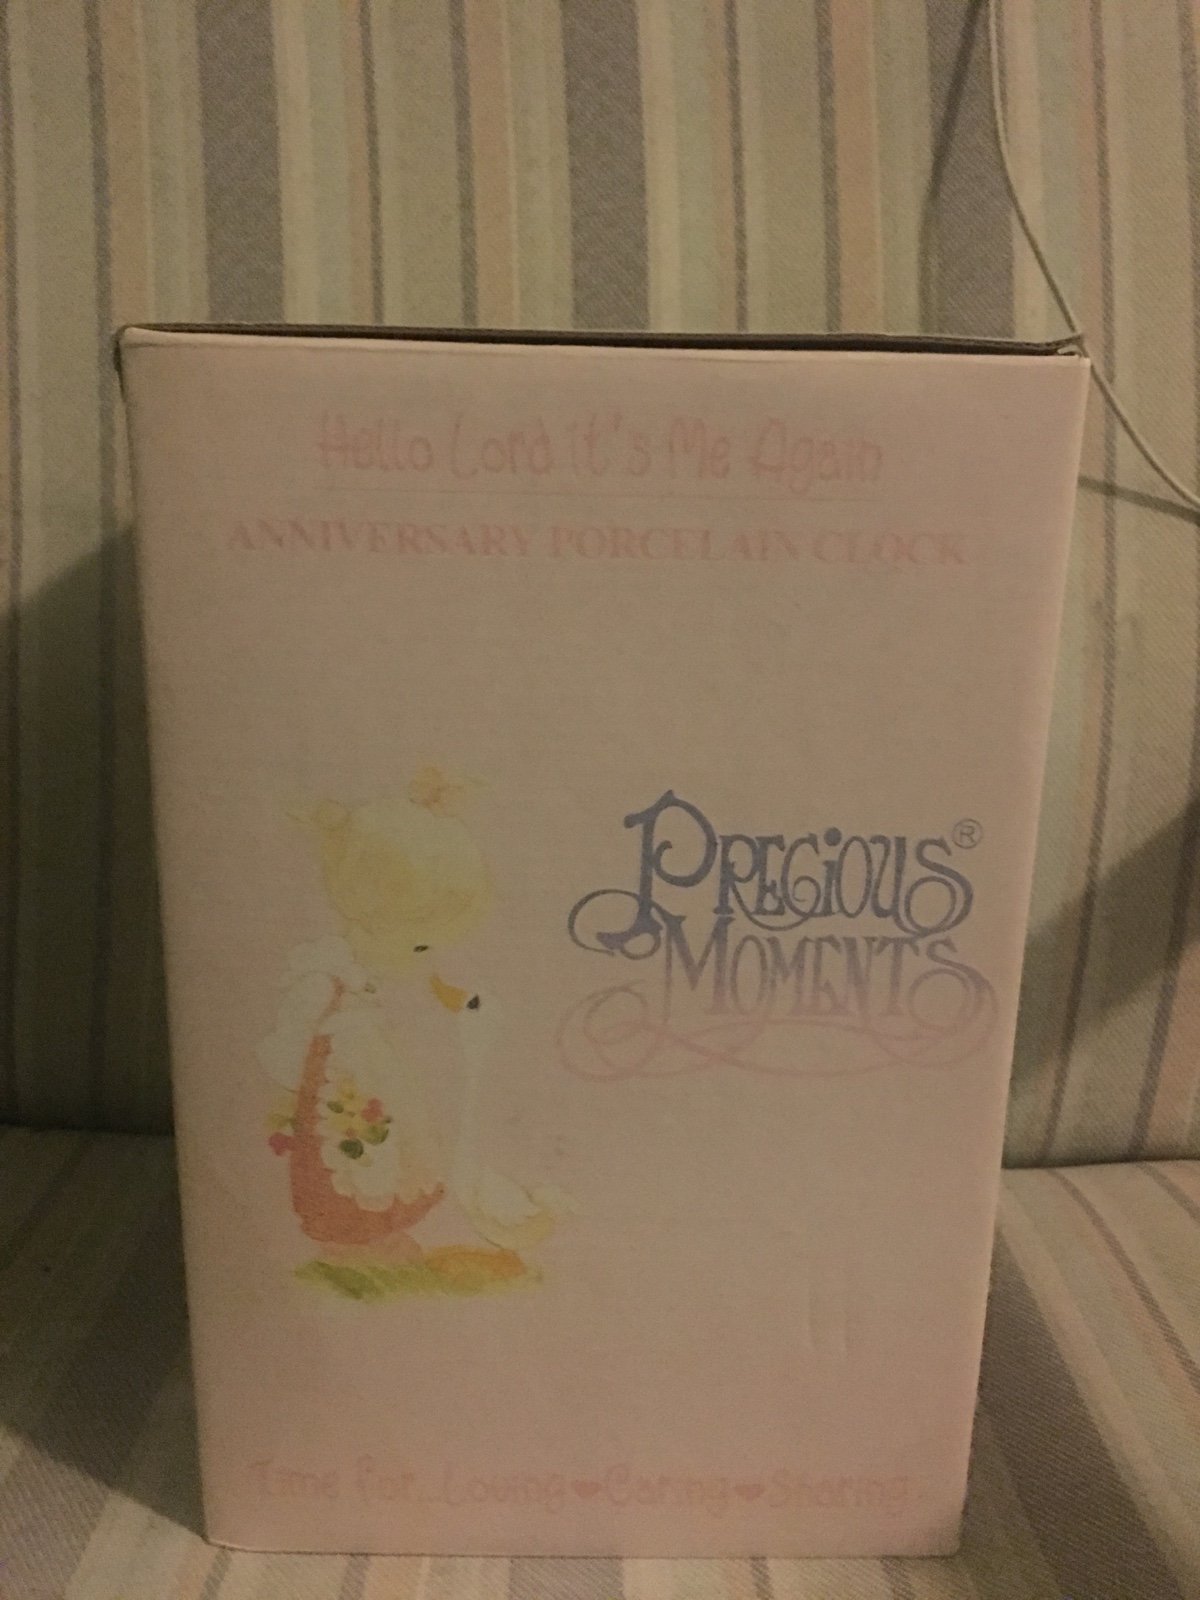 Hello Lord it's Me Again
ANNIVERSARY PORCELAIN CLOCK
PRECIOUS ®
MOMENTS
Time for...Loving ♥ Caring ♥ Sharing